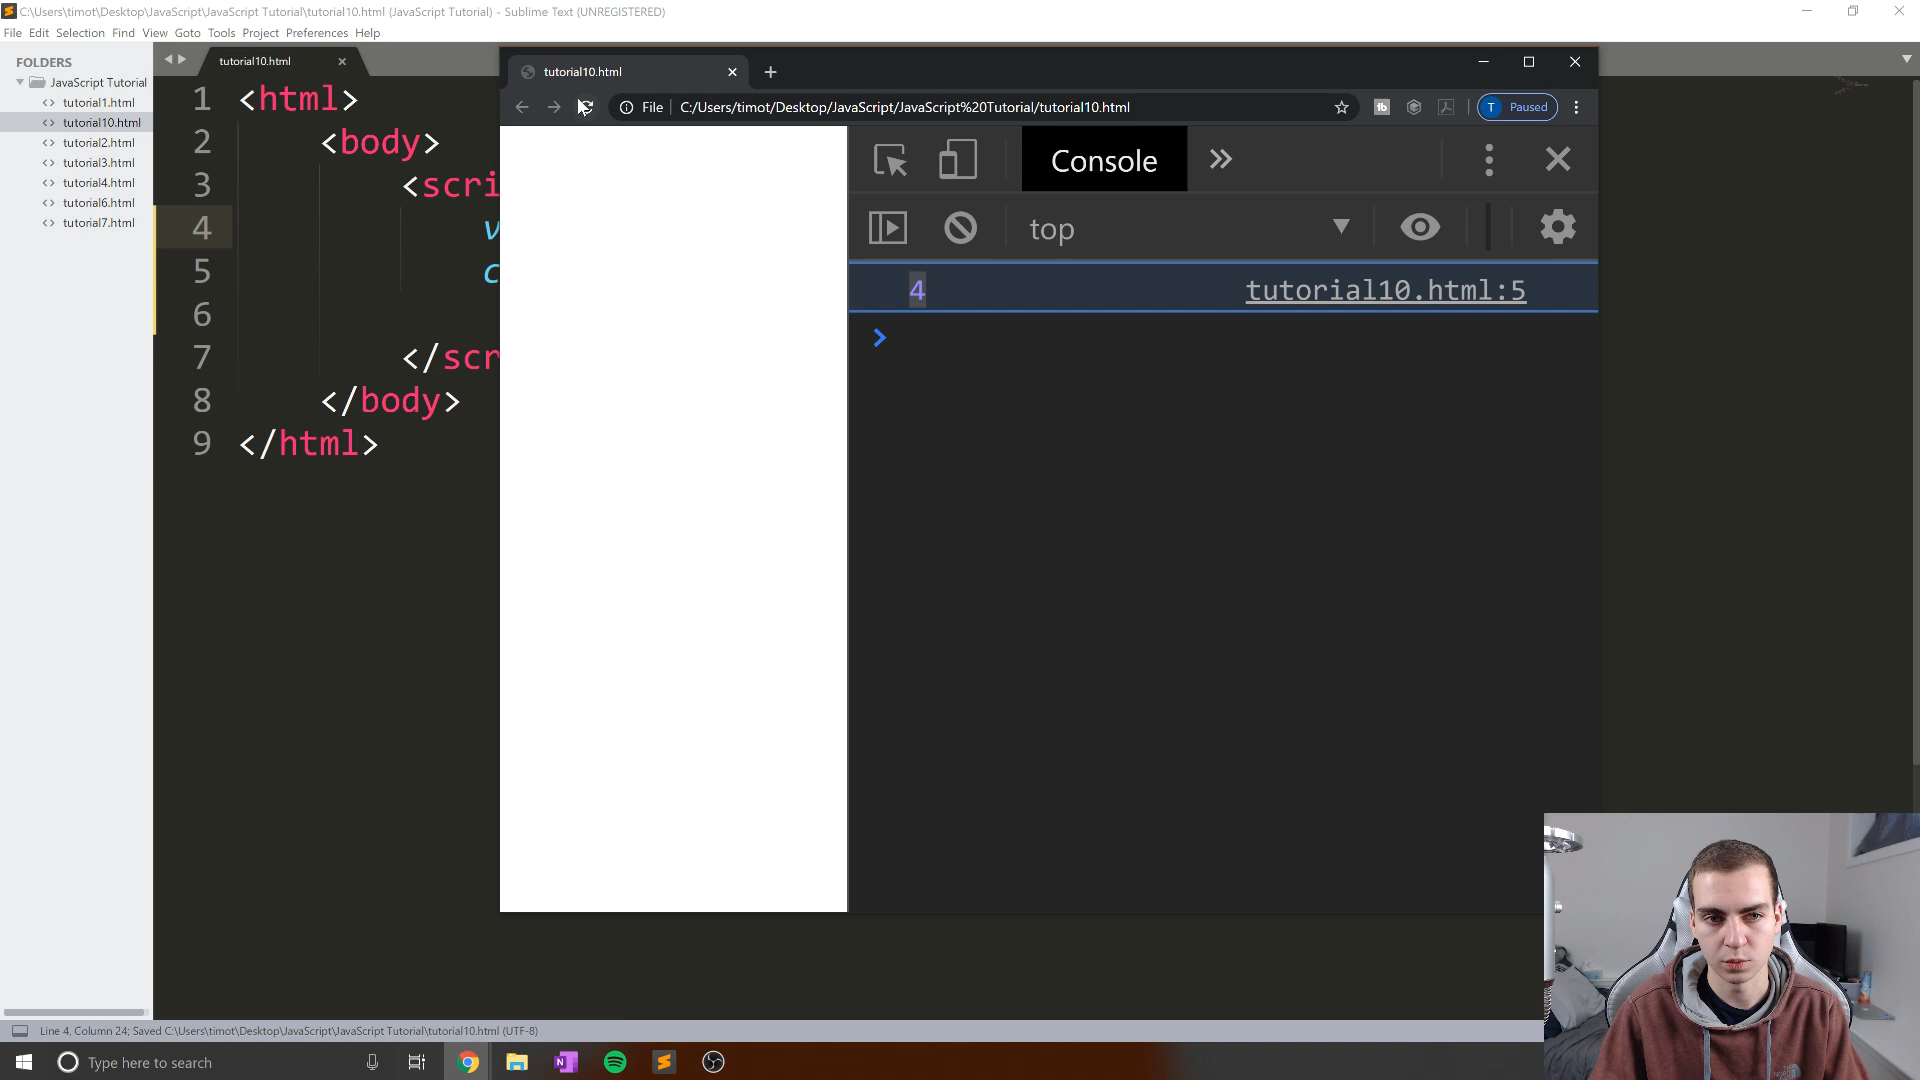 C:\Users\timot\Desktop\JavaScript\JavaScript Tutorial\tutorial10.html (JavaScript Tutorial) - Sublime Text (UNREGISTERED)
File Edit Selection Find View Goto Tools Project Preferences Help
FOLDERS
JavaScript Tutorial
tutorial1.html
tutorial10.html
tutorial2.html
tutorial3.html
tutorial4.html
tutorial6.html
tutorial7.html
tutorial10.html
1 <html>
2 <body>
3 <scri
4 v
5 c
6
7 </scr
8 </body>
9 </html>
tutorial10.html
File C:/Users/timot/Desktop/JavaScript/JavaScript%20Tutorial/tutorial10.html
T Paused
Console
top
4 tutorial10.html:5
Line 4, Column 24; Saved C:\Users\timot\Desktop\JavaScript\JavaScript Tutorial\tutorial10.html (UTF-8)
Type here to search